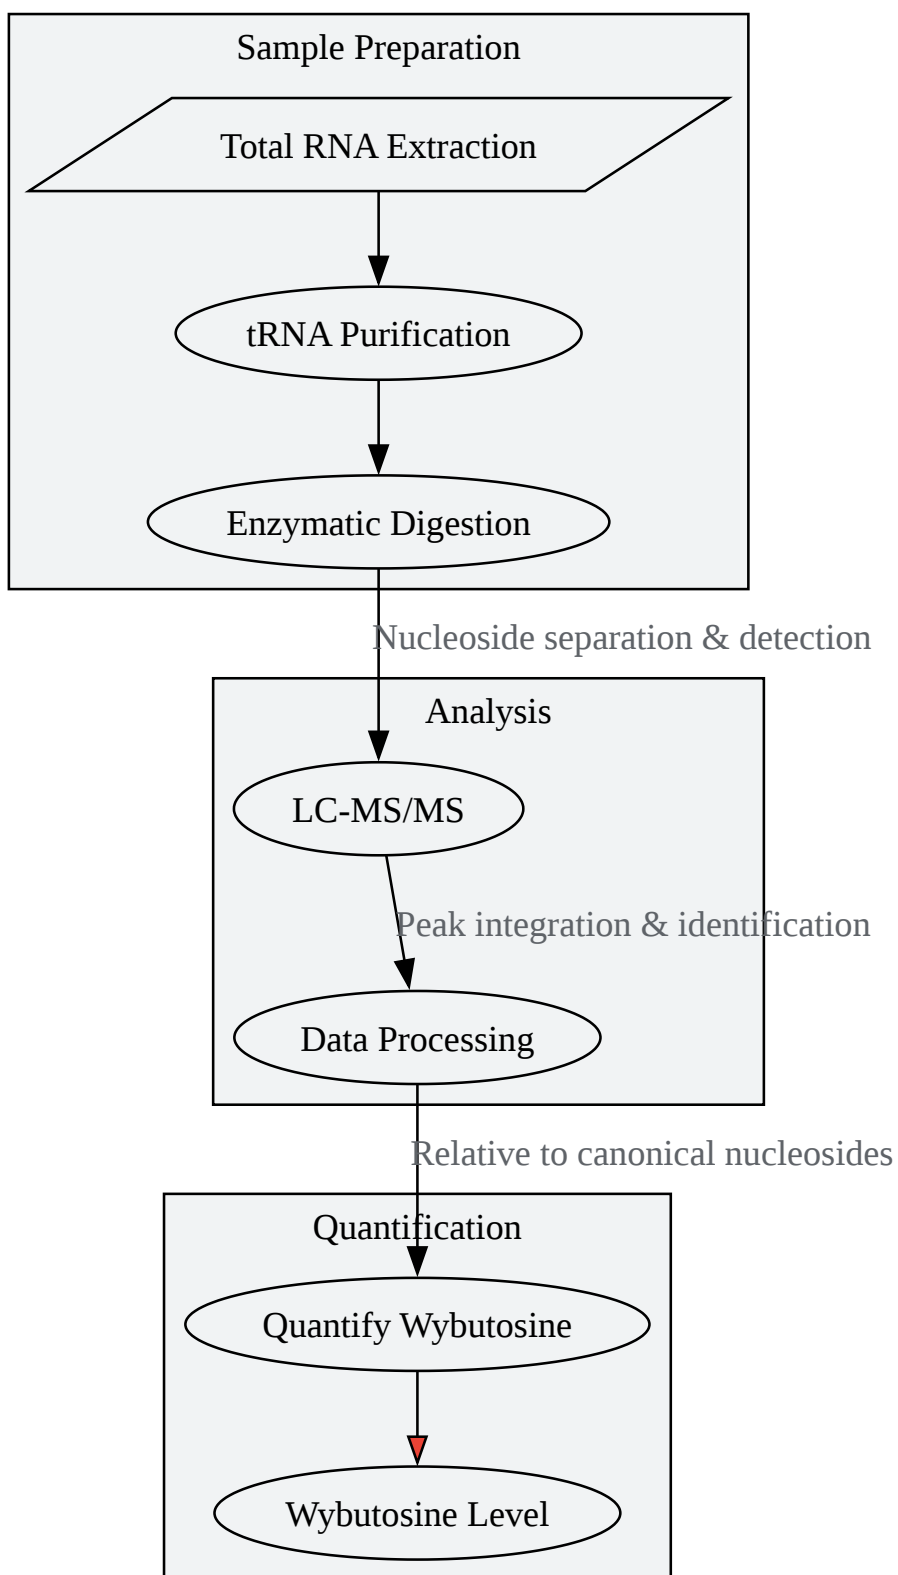 Sample Preparation
Total RNA Extraction
tRNA Purification
Enzymatic Digestion
Nucleoside separation & detection
Analysis
LC-MS/MS
Peak integration & identification
Data Processing
Relative to canonical nucleosides
Quantification
Quantify Wybutosine
Wybutosine Level